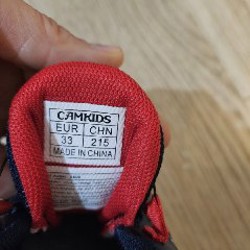 CAMKIDS
EUR CHN
33 215
MADE IN CHINA